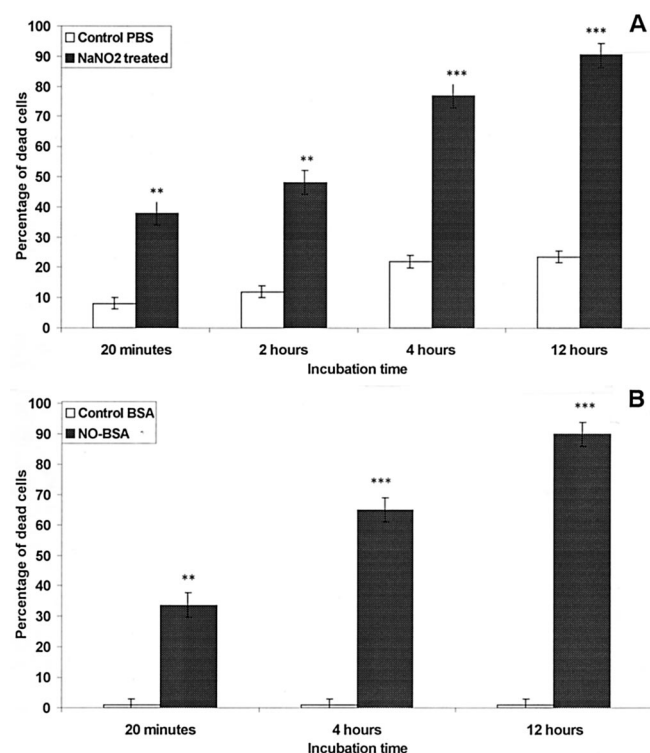 A
Control PBS
NaNO2 treated
Percentage of dead cells
100
90
80
70
60
50
40
30
20
10
0
**
**
***
***
20 minutes 2 hours 4 hours 12 hours
Incubation time
B
Control BSA
NO-BSA
Percentage of dead cells
100
90
80
70
60
50
40
30
20
10
0
**
***
***
20 minutes 4 hours 12 hours
Incubation time